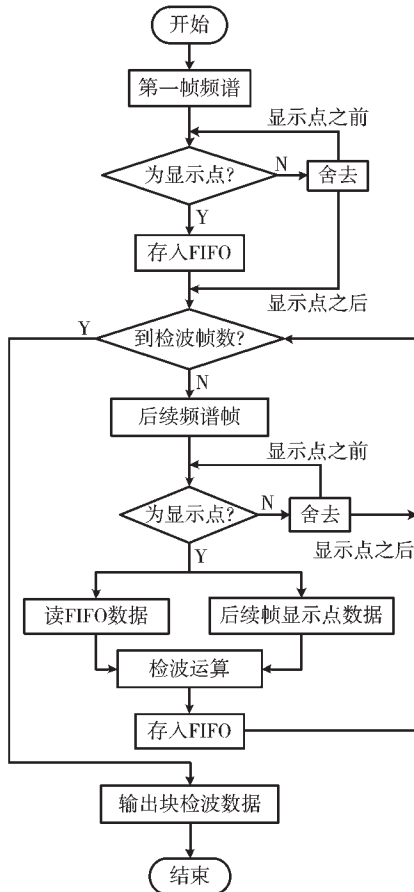 开始
第一帧频谱
显示点之前
为显示点?
N
舍去
Y
存入FIFO
显示点之后
Y
到检波帧数?
N
后续频谱帧
显示点之前
为显示点?
N
舍去
显示点之后
Y
读FIFO数据
后续帧显示点数据
检波运算
存入FIFO
输出块检波数据
结束